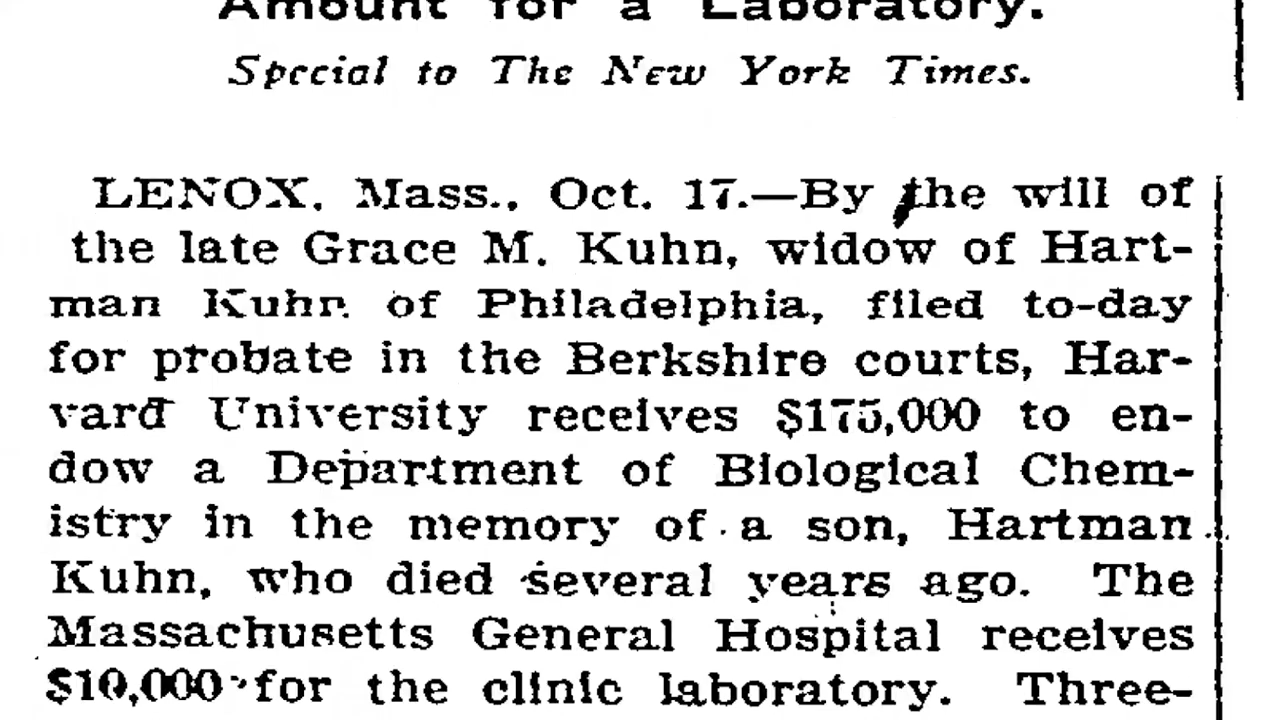 Amount for a Laboratory.
Special to The New York Times.
LENOX, Mass., Oct. 17.—By the will of
the late Grace M. Kuhn, widow of Hart-
man Kuhn of Philadelphia, filed to-day
for probate in the Berkshire courts, Har-
vard University receives $175,000 to en-
dow a Department of Biological Chem-
istry in the memory of a son, Hartman
Kuhn, who died several years ago. The
Massachusetts General Hospital receives
$10,000 for the clinic laboratory. Three-